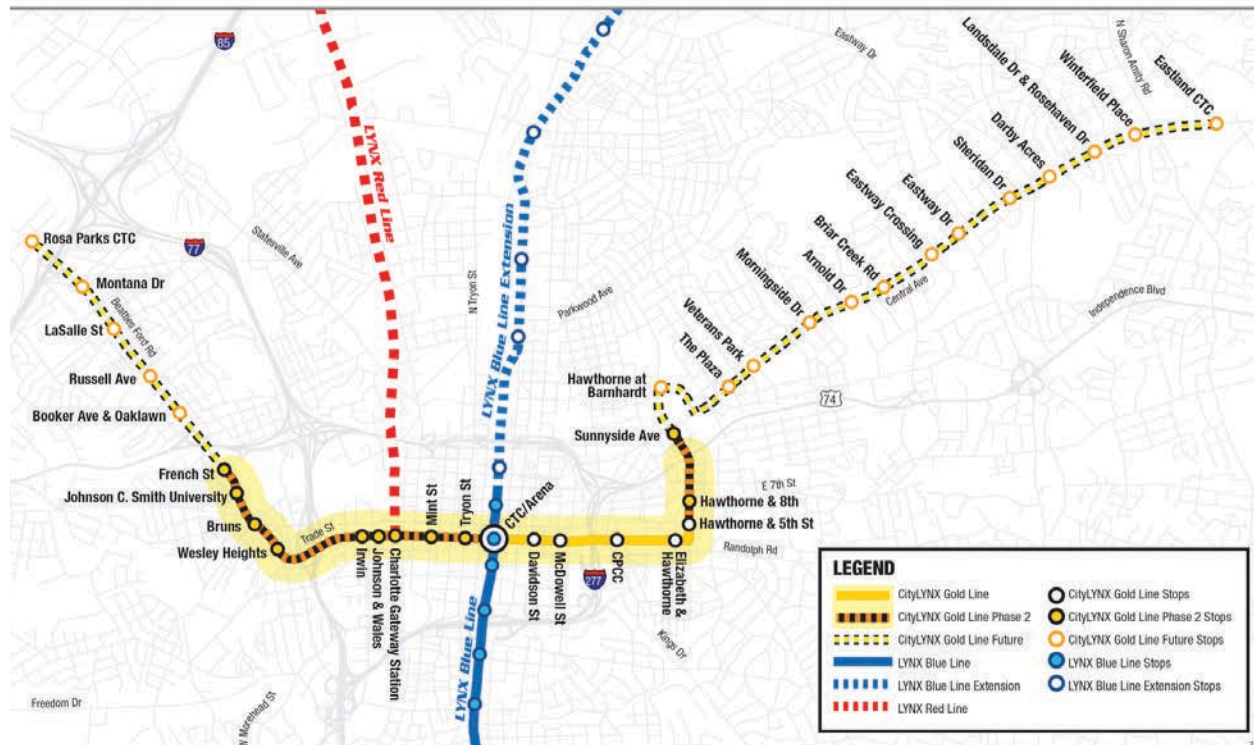 85
77
277
74
LYNX Red Line
LYNX Blue Line Extension
LYNX Blue Line
Statesville Ave
N Tryon St
Parkwood Ave
Eastway Dr
N Sharon Amity Rd
Independence Blvd
Central Ave
Beatties Ford Rd
Trade St
E 7th St
Randolph Rd
Kings Dr
Freedom Dr
N Morehead St
Rosa Parks CTC
Montana Dr
LaSalle St
Russell Ave
Booker Ave & Oaklawn
French St
Johnson C. Smith University
Bruns
Wesley Heights
Irwin
Johnson & Wales
Charlotte Gateway Station
Mint St
Tryon St
CTC/Arena
Davidson St
McDowell St
CPCC
Elizabeth &
Hawthorne
Hawthorne & 5th St
Hawthorne & 8th
Sunnyside Ave
Hawthorne at
Barnhardt
The Plaza
Veterans Park
Morningside Dr
Arnold Dr
Briar Creek Rd
Eastway Crossing
Eastway Dr
Sheridan Dr
Darby Acres
Landsdale Dr & Rosehaven Dr
Winterfield Place
Eastland CTC
LEGEND
CityLYNX Gold Line
CityLYNX Gold Line Phase 2
CityLYNX Gold Line Future
LYNX Blue Line
LYNX Blue Line Extension
LYNX Red Line
CityLYNX Gold Line Stops
CityLYNX Gold Line Phase 2 Stops
CityLYNX Gold Line Future Stops
LYNX Blue Line Stops
LYNX Blue Line Extension Stops